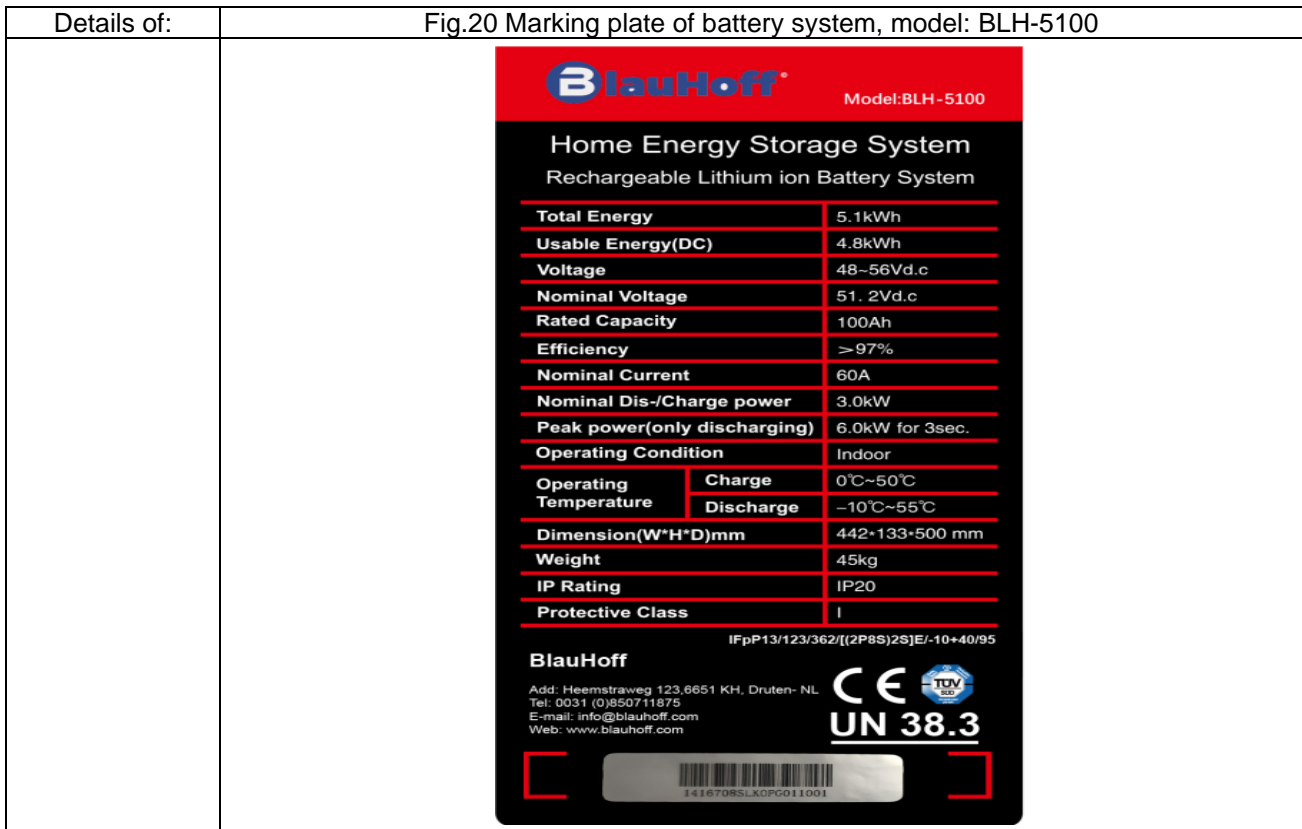 Details of:
Fig.20 Marking plate of battery system, model: BLH-5100
BlauHoff®
Model:BLH-5100
Home Energy Storage System
Rechargeable Lithium ion Battery System
Total Energy 5.1kWh
Usable Energy(DC) 4.8kWh
Voltage 48~56Vd.c
Nominal Voltage 51. 2Vd.c
Rated Capacity 100Ah
Efficiency >97%
Nominal Current 60A
Nominal Dis-/Charge power 3.0kW
Peak power(only discharging) 6.0kW for 3sec.
Operating Condition Indoor
Operating Temperature Charge 0℃~50℃
Discharge –10℃~55℃
Dimension(W*H*D)mm 442*133*500 mm
Weight 45kg
IP Rating IP20
Protective Class I
IFpP13/123/362/[(2P8S)2S]E/-10+40/95
BlauHoff
Add: Heemstraweg 123,6651 KH, Druten- NL
Tel: 0031 (0)850711875
E-mail: info@blauhoff.com
Web: www.blauhoff.com
CE
TÜV
SÜD
UN 38.3
1416708SLKOPG011001